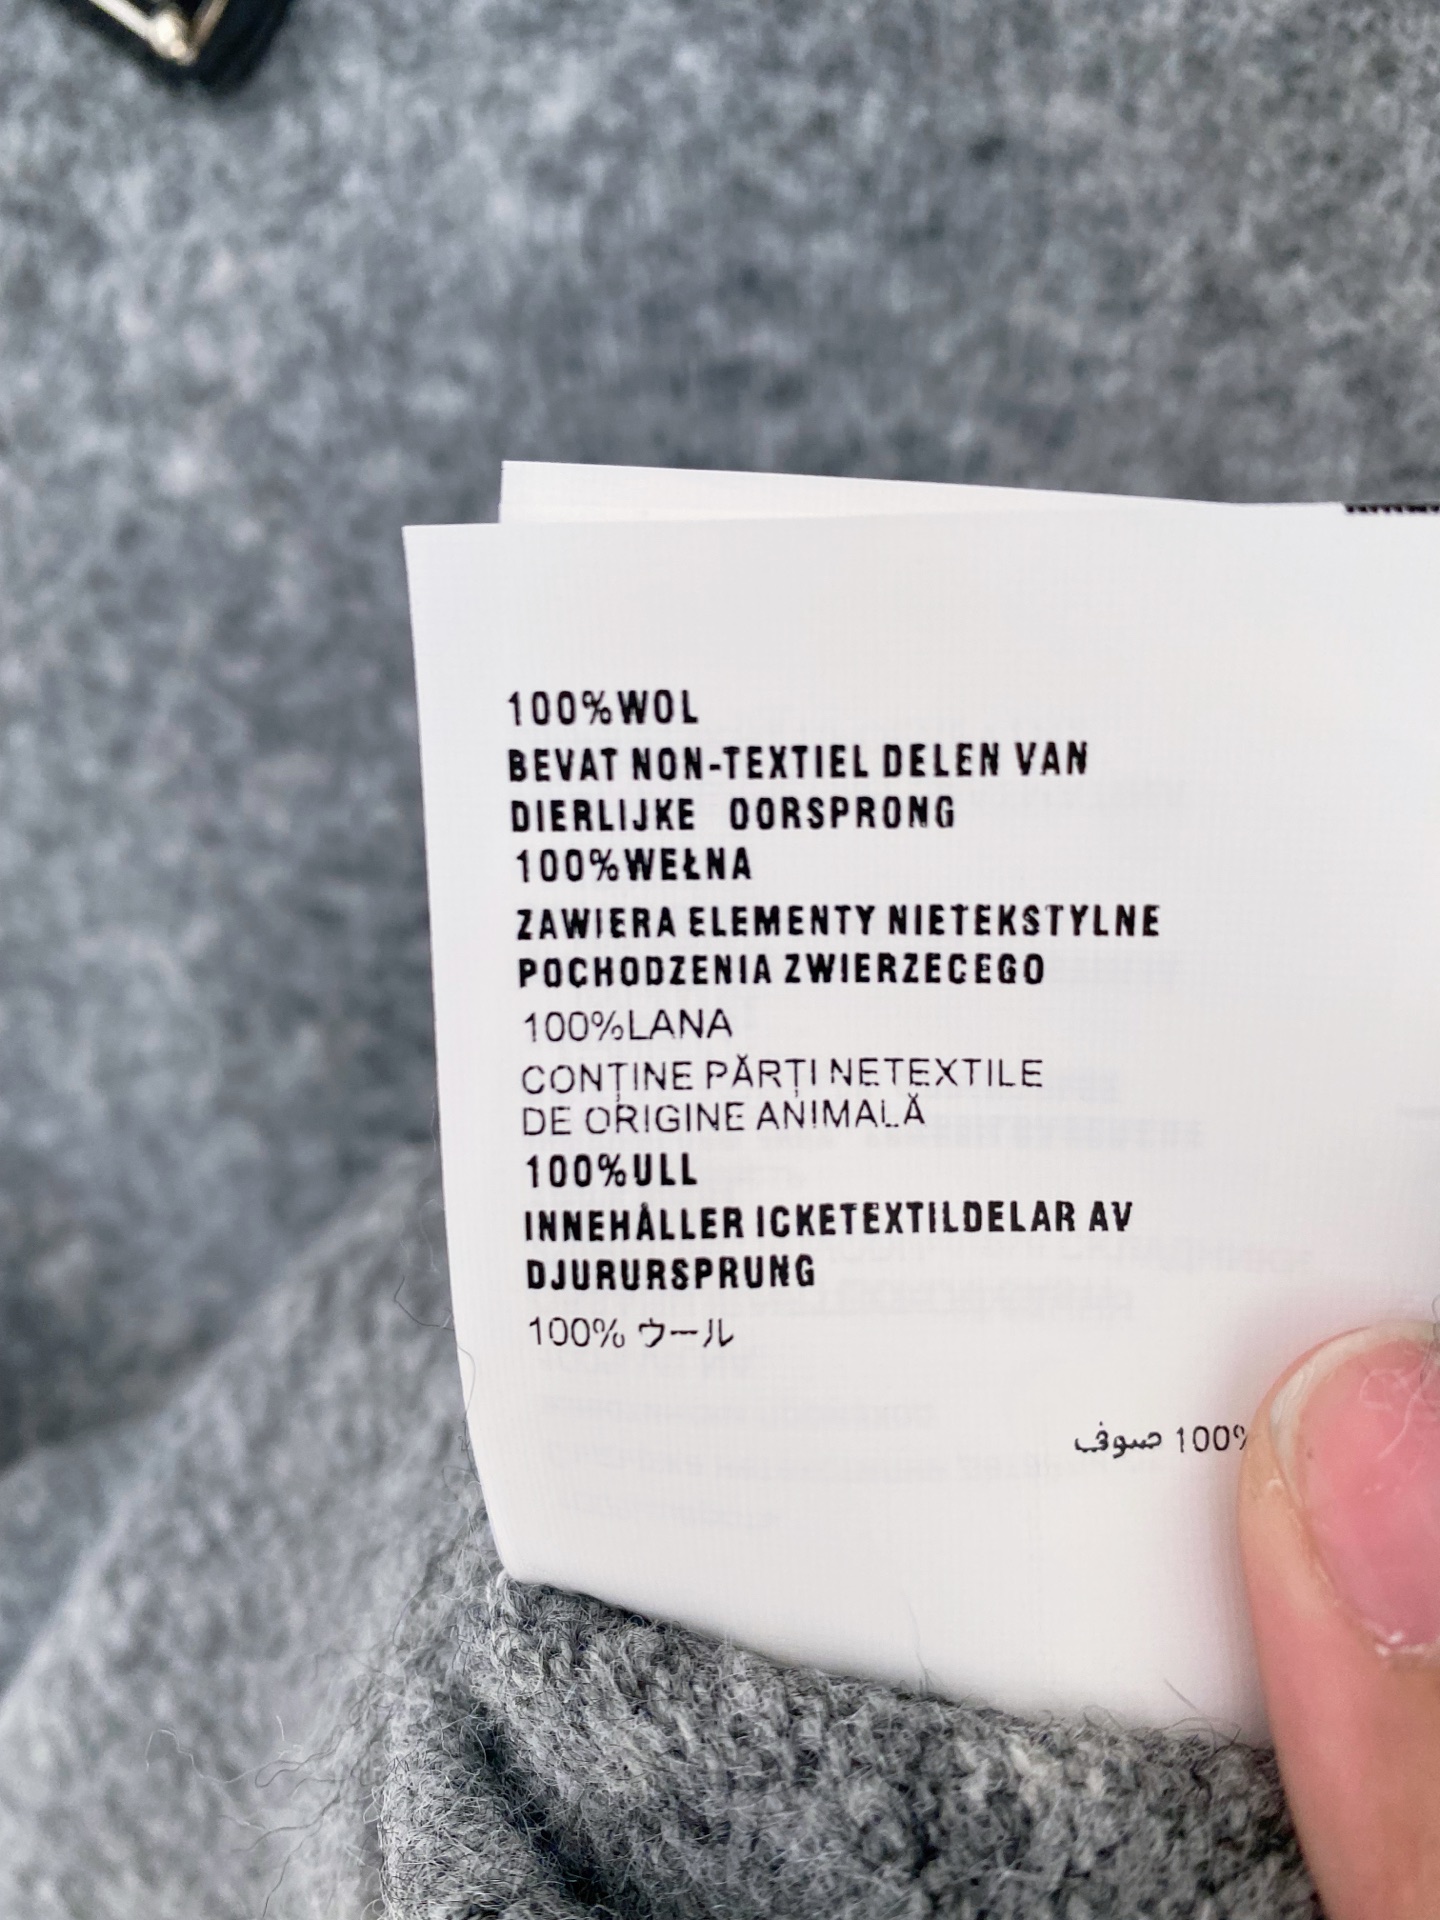 100%WOL
BEVAT NON-TEXTIEL DELEN VAN
DIERLIJKE OORSPRONG
100%WEŁNA
ZAWIERA ELEMENTY NIETEKSTYLNE
POCHODZENIA ZWIERZECEGO
100%LANA
CONȚINE PĂRȚI NETEXTILE
DE ORIGINE ANIMALĂ
100%ULL
INNEHÅLLER ICKETEXTILDELAR AV
DJURURSPRUNG
100% ウール
100% صوف